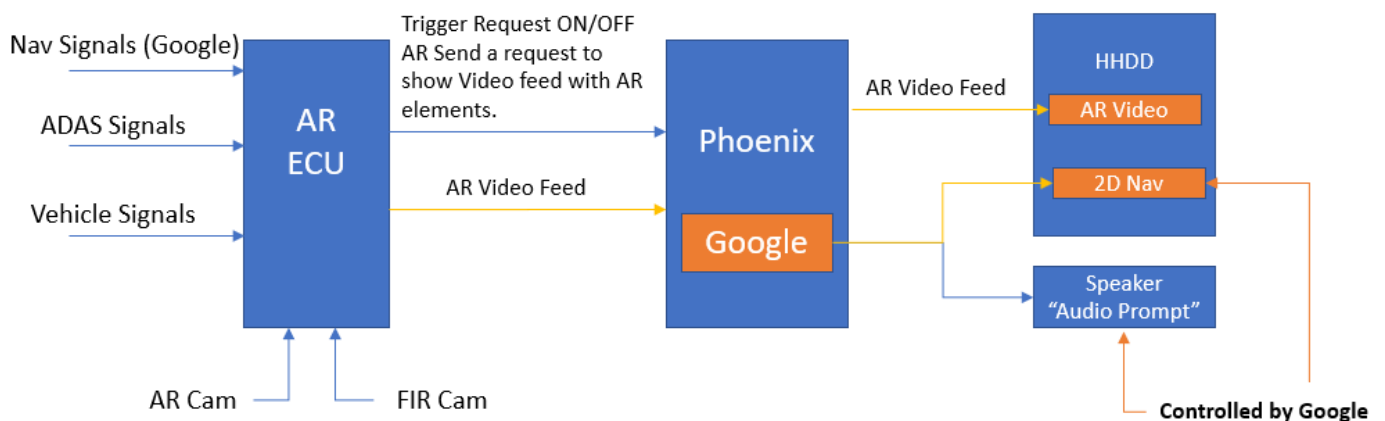 Nav Signals (Google)
ADAS Signals
Vehicle Signals
AR
ECU
AR Cam
FIR Cam
Trigger Request ON/OFF
AR Send a request to
show Video feed with AR
elements.
AR Video Feed
Phoenix
Google
AR Video Feed
HHDD
AR Video
2D Nav
Speaker
“Audio Prompt”
Controlled by Google